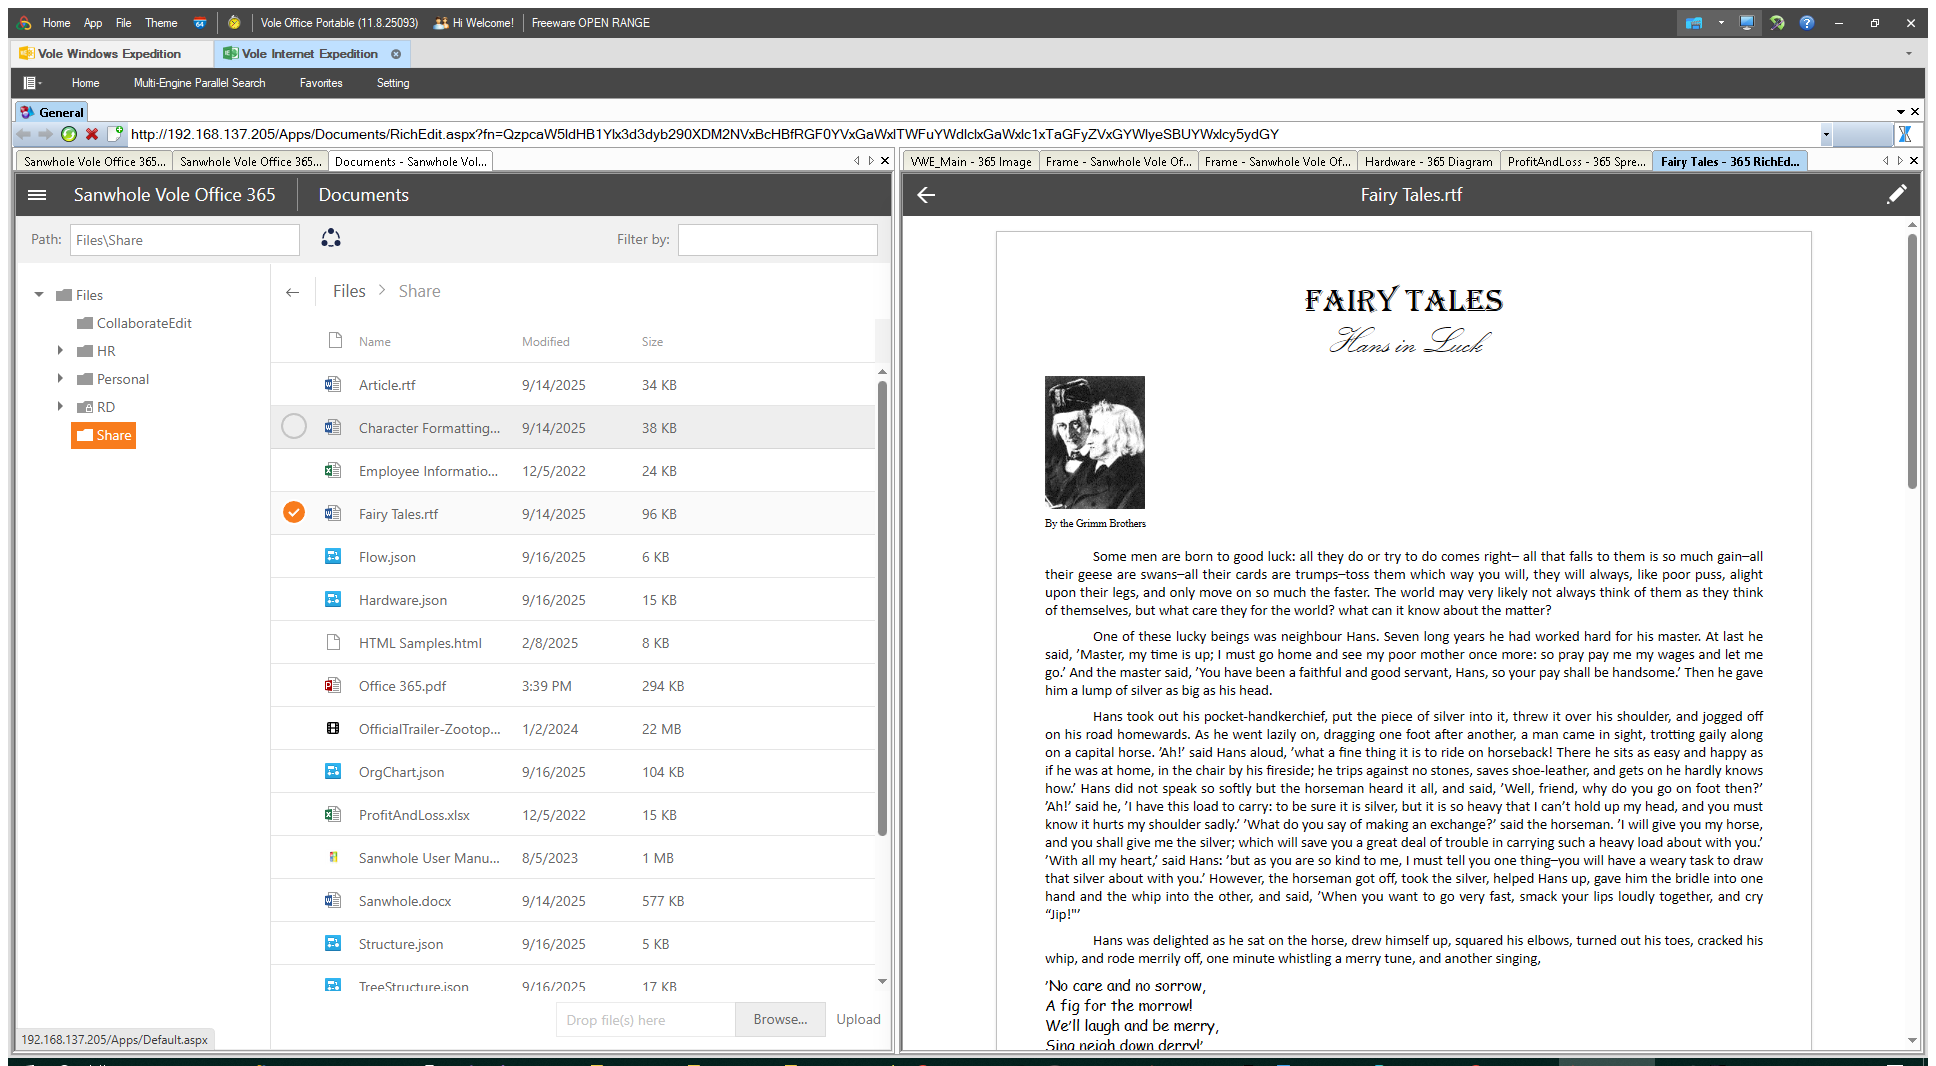 Home App File Theme 64 Vole Office Portable (11.8.25093) Hi Welcome! Freeware OPEN RANGE
Vole Windows Expedition Vole Internet Expedition
Home Multi-Engine Parallel Search Favorites Setting
General
http://192.168.137.205/Apps/Documents/RichEdit.aspx?fn=QzpcaW5ldHB1Ylx3d3dyb290XDM2NVxBcHBfRGF0YVxGaWxlTWFuYWdlclxGaWxlc1xTaGFyZVxGYWlyeSBUYWxlcy5ydGY
Sanwhole Vole Office 365... Sanwhole Vole Office 365... Documents - Sanwhole Vol...
Sanwhole Vole Office 365 Documents
Path: Files\Share Filter by:
Files
CollaborateEdit
HR
Personal
RD
Share
Files > Share
Name Modified Size
Article.rtf 9/14/2025 34 KB
Character Formatting... 9/14/2025 38 KB
Employee Informatio... 12/5/2022 24 KB
Fairy Tales.rtf 9/14/2025 96 KB
Flow.json 9/16/2025 6 KB
Hardware.json 9/16/2025 15 KB
HTML Samples.html 2/8/2025 8 KB
Office 365.pdf 3:39 PM 294 KB
OfficialTrailer-Zootop... 1/2/2024 22 MB
OrgChart.json 9/16/2025 104 KB
ProfitAndLoss.xlsx 12/5/2022 15 KB
Sanwhole User Manu... 8/5/2023 1 MB
Sanwhole.docx 9/14/2025 577 KB
Structure.json 9/16/2025 5 KB
TreeStructure.json 9/16/2025 17 KB
Drop file(s) here Browse... Upload
192.168.137.205/Apps/Default.aspx
VWE_Main - 365 Image Frame - Sanwhole Vole Of... Frame - Sanwhole Vole Of... Hardware - 365 Diagram ProfitAndLoss - 365 Spre... Fairy Tales - 365 RichEd...
Fairy Tales.rtf
FAIRY TALES
Hans in Luck
By the Grimm Brothers
Some men are born to good luck: all they do or try to do comes right– all that falls to them is so much gain–all
their geese are swans–all their cards are trumps–toss them which way you will, they will always, like poor puss, alight
upon their legs, and only move on so much the faster. The world may very likely not always think of them as they think
of themselves, but what care they for the world? what can it know about the matter?
One of these lucky beings was neighbour Hans. Seven long years he had worked hard for his master. At last he
said, ’Master, my time is up; I must go home and see my poor mother once more: so pray pay me my wages and let me
go.’ And the master said, ’You have been a faithful and good servant, Hans, so your pay shall be handsome.’ Then he gave
him a lump of silver as big as his head.
Hans took out his pocket-handkerchief, put the piece of silver into it, threw it over his shoulder, and jogged off
on his road homewards. As he went lazily on, dragging one foot after another, a man came in sight, trotting gaily along
on a capital horse. ’Ah!’ said Hans aloud, ’what a fine thing it is to ride on horseback! There he sits as easy and happy as
if he was at home, in the chair by his fireside; he trips against no stones, saves shoe-leather, and gets on he hardly knows
how.’ Hans did not speak so softly but the horseman heard it all, and said, ’Well, friend, why do you go on foot then?’
’Ah!’ said he, ’I have this load to carry: to be sure it is silver, but it is so heavy that I can’t hold up my head, and you must
know it hurts my shoulder sadly.’ ’What do you say of making an exchange?’ said the horseman. ’I will give you my horse,
and you shall give me the silver; which will save you a great deal of trouble in carrying such a heavy load about with you.’
’With all my heart,’ said Hans: ’but as you are so kind to me, I must tell you one thing–you will have a weary task to draw
that silver about with you.’ However, the horseman got off, took the silver, helped Hans up, gave him the bridle into one
hand and the whip into the other, and said, ’When you want to go very fast, smack your lips loudly together, and cry
“Jip!"’
Hans was delighted as he sat on the horse, drew himself up, squared his elbows, turned out his toes, cracked his
whip, and rode merrily off, one minute whistling a merry tune, and another singing,
’No care and no sorrow,
A fig for the morrow!
We’ll laugh and be merry,
Sing neigh down derry!’